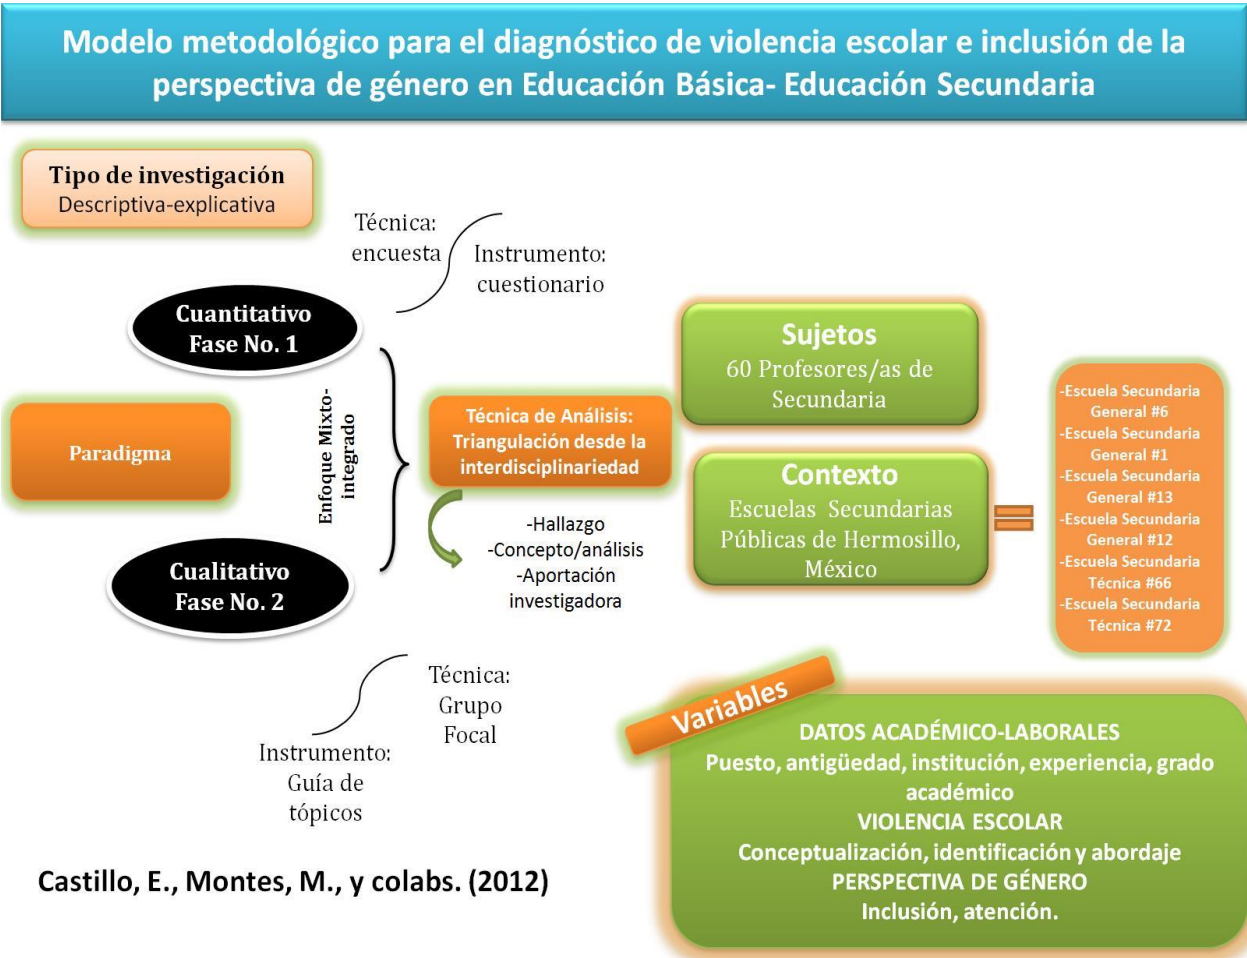 Modelo metodológico para el diagnóstico de violencia escolar e inclusión de la
perspectiva de género en Educación Básica- Educación Secundaria
Tipo de investigación
Descriptiva-explicativa
Técnica:
encuesta
Instrumento:
cuestionario
Cuantitativo
Fase No. 1
Paradigma
Enfoque Mixto-
integrado
Cualitativo
Fase No. 2
Técnica de Análisis:
Triangulación desde la
interdisciplinariedad
-Hallazgo
-Concepto/análisis
-Aportación
investigadora
Técnica:
Grupo
Focal
Instrumento:
Guía de
tópicos
Sujetos
60 Profesores/as de
Secundaria
Contexto
Escuelas Secundarias
Públicas de Hermosillo,
México
-Escuela Secundaria
General #6
-Escuela Secundaria
General #1
-Escuela Secundaria
General #13
-Escuela Secundaria
General #12
-Escuela Secundaria
Técnica #66
-Escuela Secundaria
Técnica #72
Variables
DATOS ACADÉMICO-LABORALES
Puesto, antigüedad, institución, experiencia, grado
académico
VIOLENCIA ESCOLAR
Conceptualización, identificación y abordaje
PERSPECTIVA DE GÉNERO
Inclusión, atención.
Castillo, E., Montes, M., y colabs. (2012)